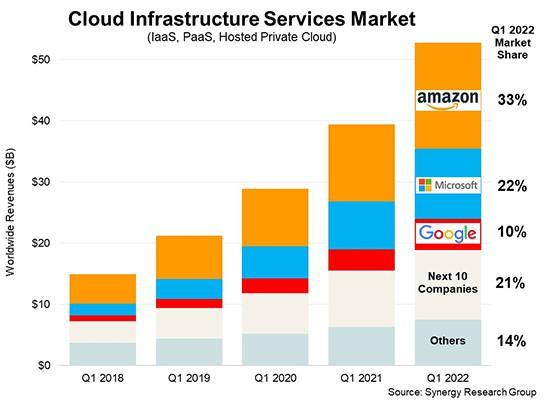 Cloud Infrastructure Services Market
(IaaS, PaaS, Hosted Private Cloud)
Q1 2022
Market
Share
Worldwide Revenues ($B)
$50
$40
$30
$20
$10
$0
amazon
33%
Microsoft
22%
Google
10%
Next 10
Companies
21%
Others
14%
Q1 2018
Q1 2019
Q1 2020
Q1 2021
Q1 2022
Source: Synergy Research Group